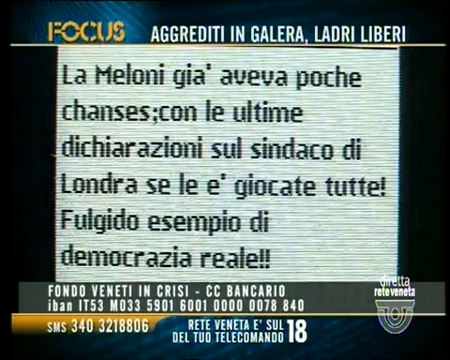 FOCUS AGGREDITI IN GALERA, LADRI LIBERI
La Meloni gia' aveva poche
chanses;con le ultime
dichiarazioni sul sindaco di
Londra se le e' giocate tutte!
Fulgido esempio di
democrazia reale!!
diretta
reteveneta
FONDO VENETI IN CRISI - CC BANCARIO
iban IT53 M033 5901 6001 0000 0078 840
SMS 340 3218806
RETE VENETA E' SUL
DEL TUO TELECOMANDO 18